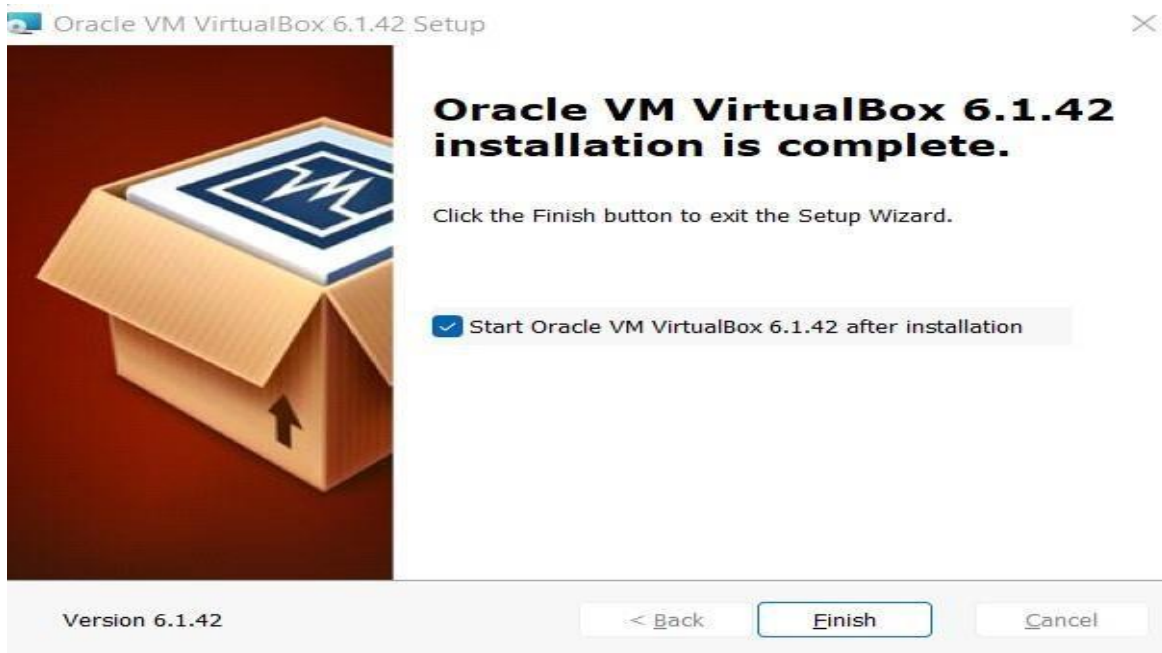 Oracle VM VirtualBox 6.1.42 Setup
Oracle VM VirtualBox 6.1.42
installation is complete.
Click the Finish button to exit the Setup Wizard.
Start Oracle VM VirtualBox 6.1.42 after installation
Version 6.1.42
< Back
Finish
Cancel